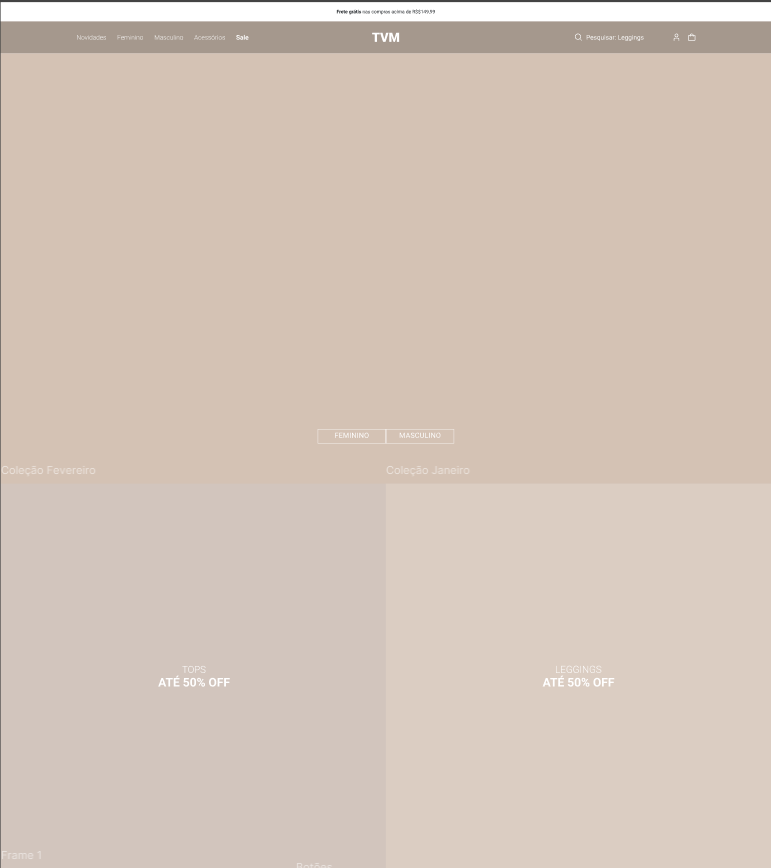 Frete grátis nas compras acima de R$149,99
Novidades Feminino Masculino Acessórios Sale
TVM
Pesquisar: Leggings
FEMININO MASCULINO
Coleção Fevereiro Coleção Janeiro
TOPS
ATÉ 50% OFF
LEGGINGS
ATÉ 50% OFF
Frame 1
Botões